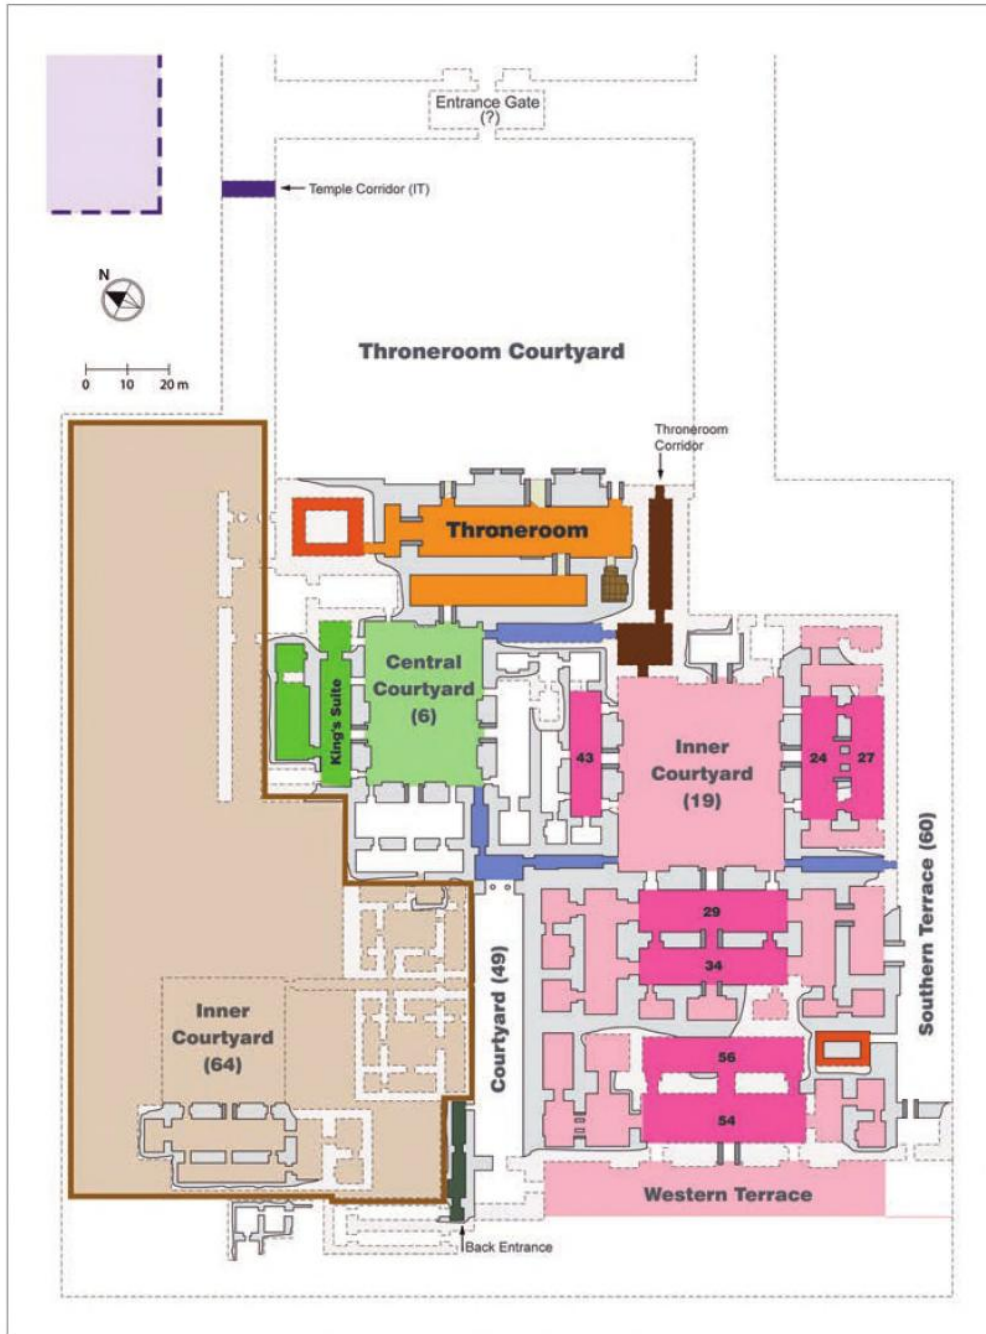 Entrance Gate
(?)
Temple Corridor (IT)
N
0 10 20 m
Throneroom Courtyard
Throneroom
Corridor
Throneroom
Central
Courtyard
(6)
King's Suite
43
Inner
Courtyard
(19)
24 27
29
34
Southern Terrace (60)
Courtyard (49)
Inner
Courtyard
(64)
56
54
Western Terrace
Back Entrance